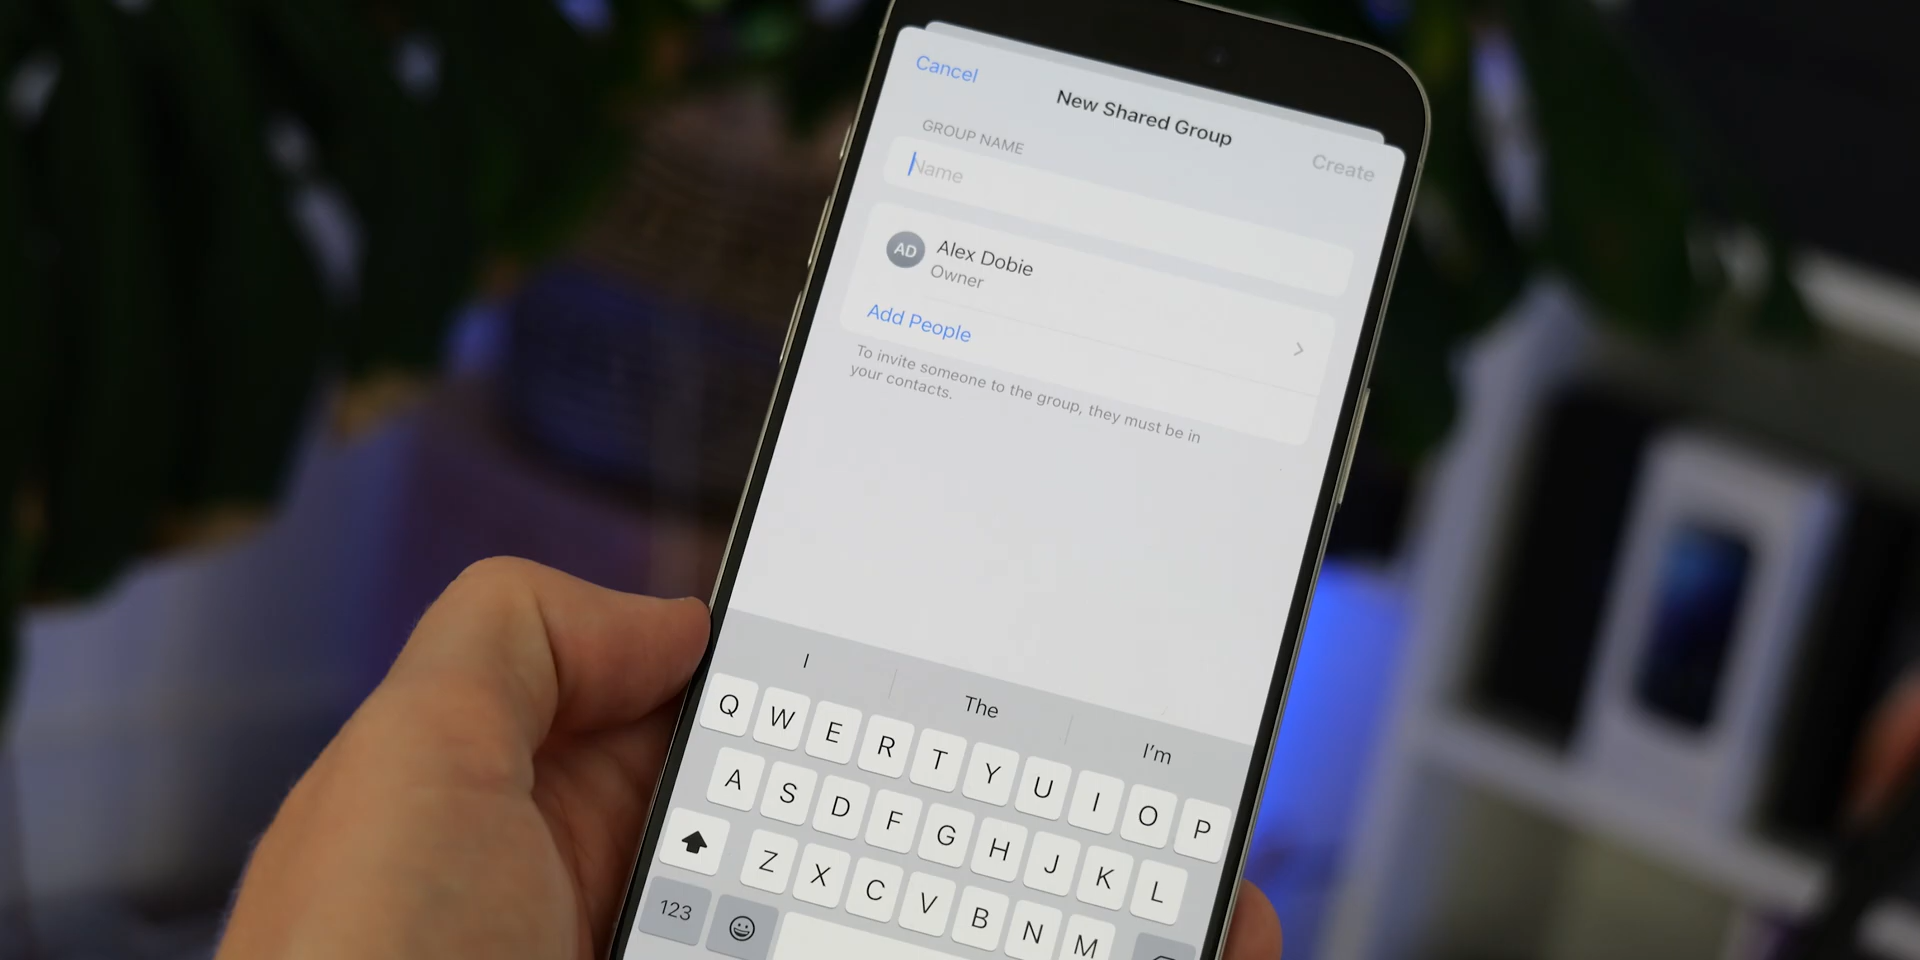 Cancel
New Shared Group
Create
GROUP NAME
Name
AD
Alex Dobie
Owner
Add People
To invite someone to the group, they must be in
your contacts.
I
The
I'm
Q W E R T Y U I O P
A S D F G H J K L
Z X C V B N M
123